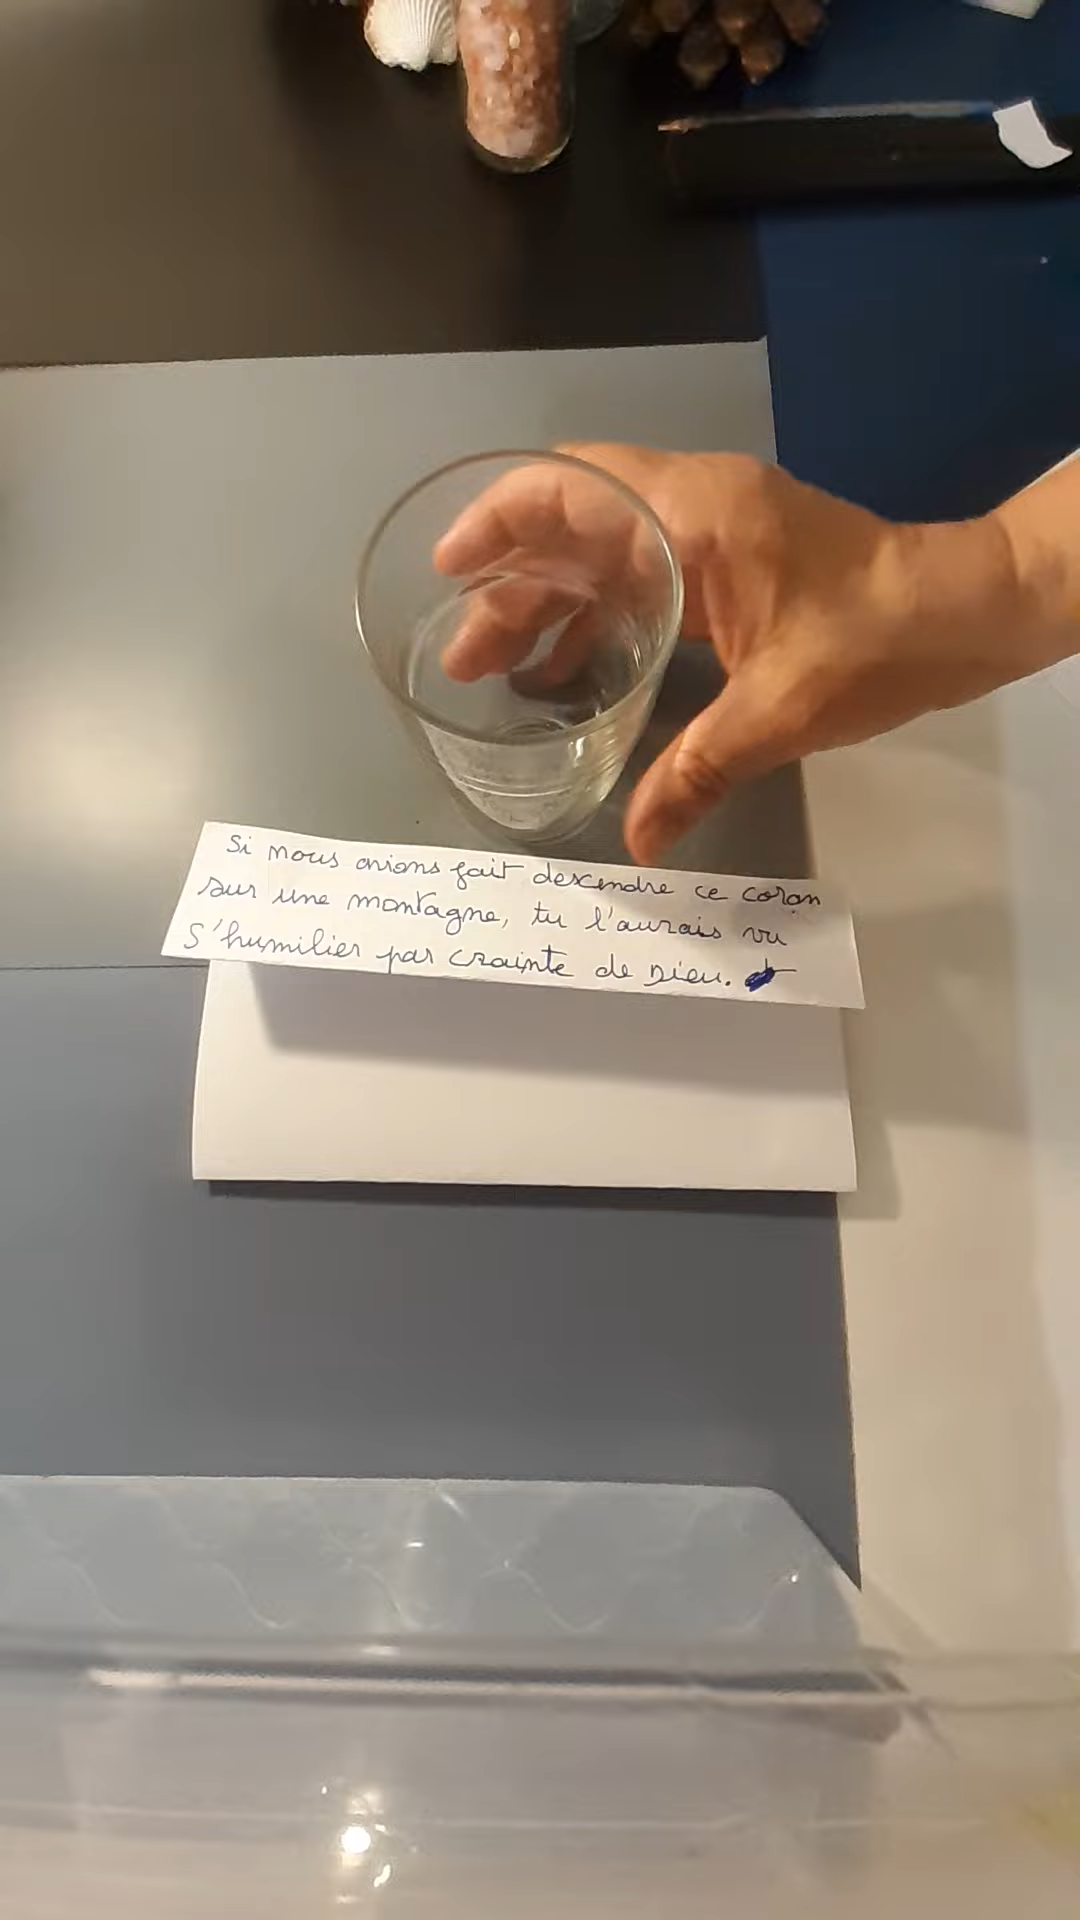 Si nous avions fait descendre ce coran
sur une montagne, tu l'aurais vu
s'humilier par crainte de Dieu.